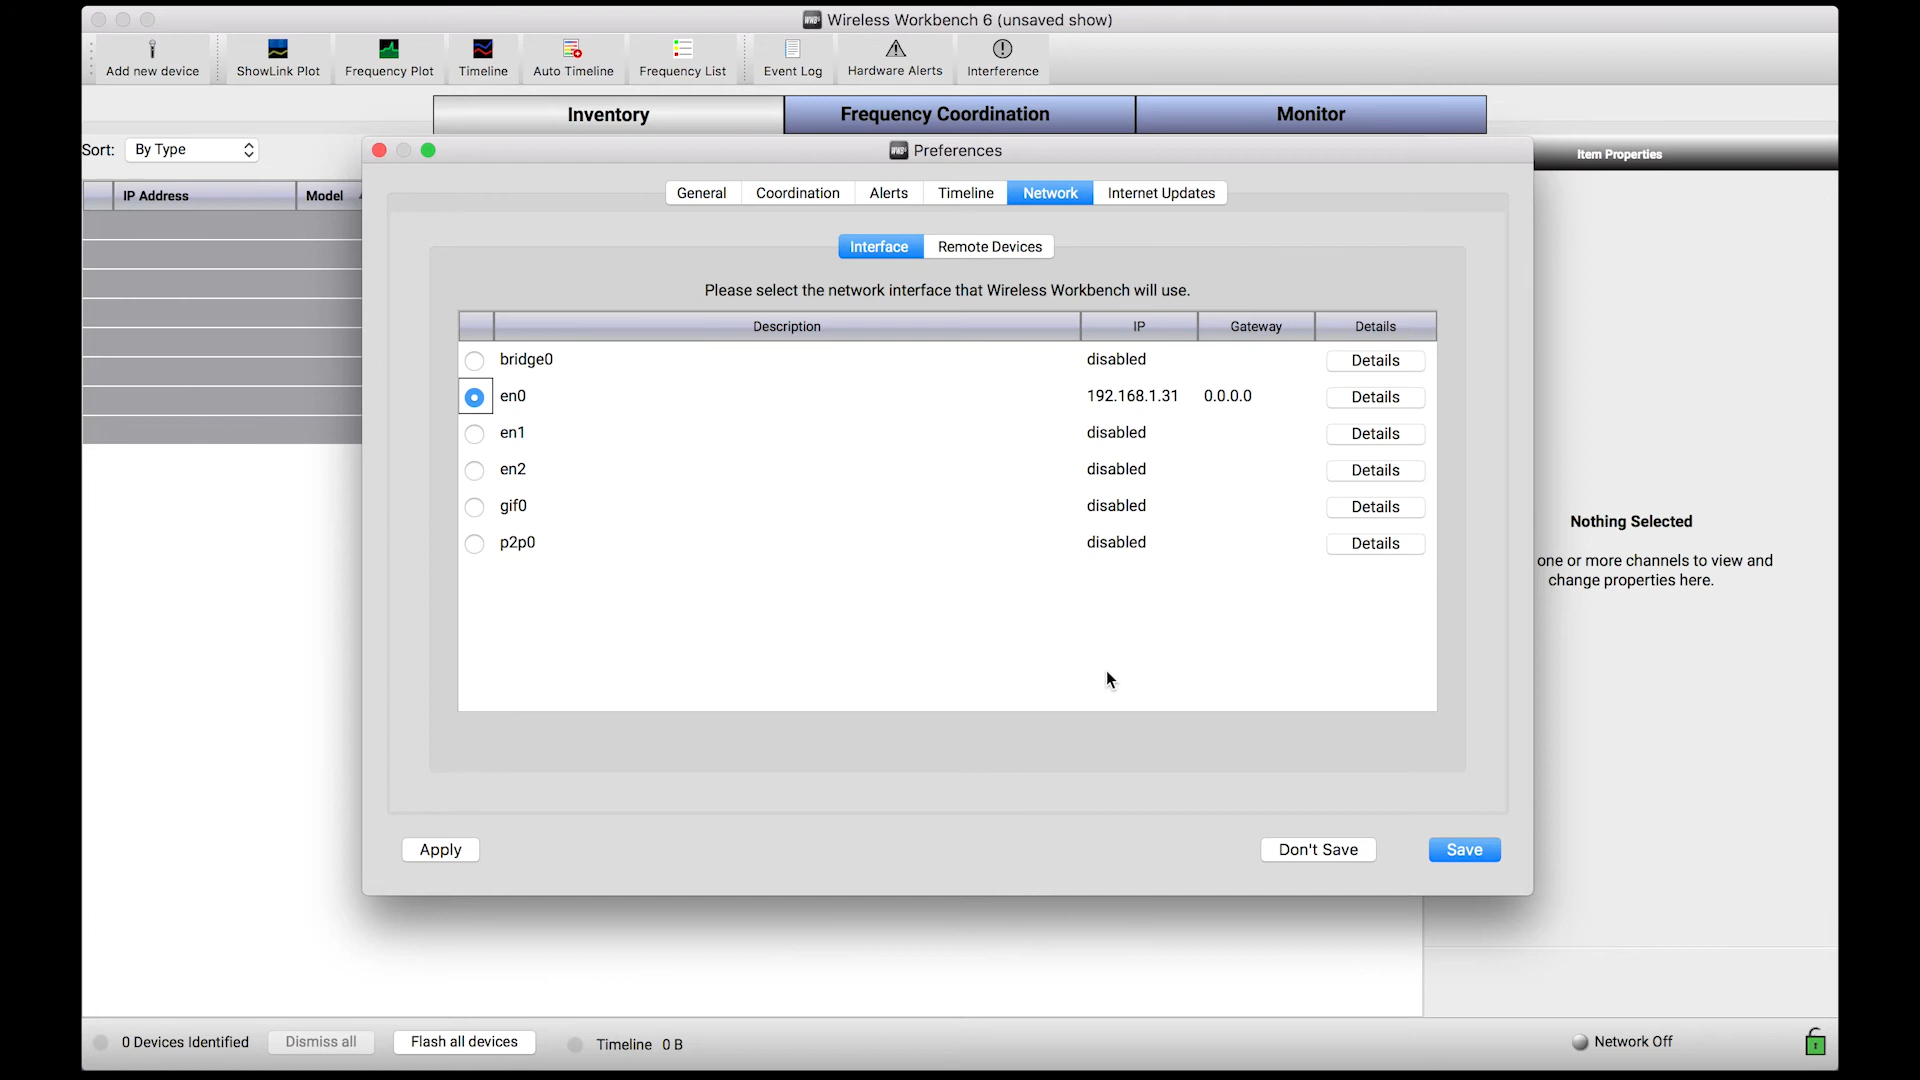 Wireless Workbench 6 (unsaved show)
Add new device
ShowLink Plot
Frequency Plot
Timeline
Auto Timeline
Frequency List
Event Log
Hardware Alerts
Interference
Inventory
Frequency Coordination
Monitor
Sort:
By Type
Preferences
Item Properties
IP Address
Model
General
Coordination
Alerts
Timeline
Network
Internet Updates
Interface
Remote Devices
Please select the network interface that Wireless Workbench will use.
Description
IP
Gateway
Details
bridge0
disabled
Details
en0
192.168.1.31
0.0.0.0
Details
en1
disabled
Details
en2
disabled
Details
gif0
disabled
Details
p2p0
disabled
Details
Nothing Selected
one or more channels to view and
change properties here.
Apply
Don't Save
Save
0 Devices Identified
Dismiss all
Flash all devices
Timeline 0 B
Network Off